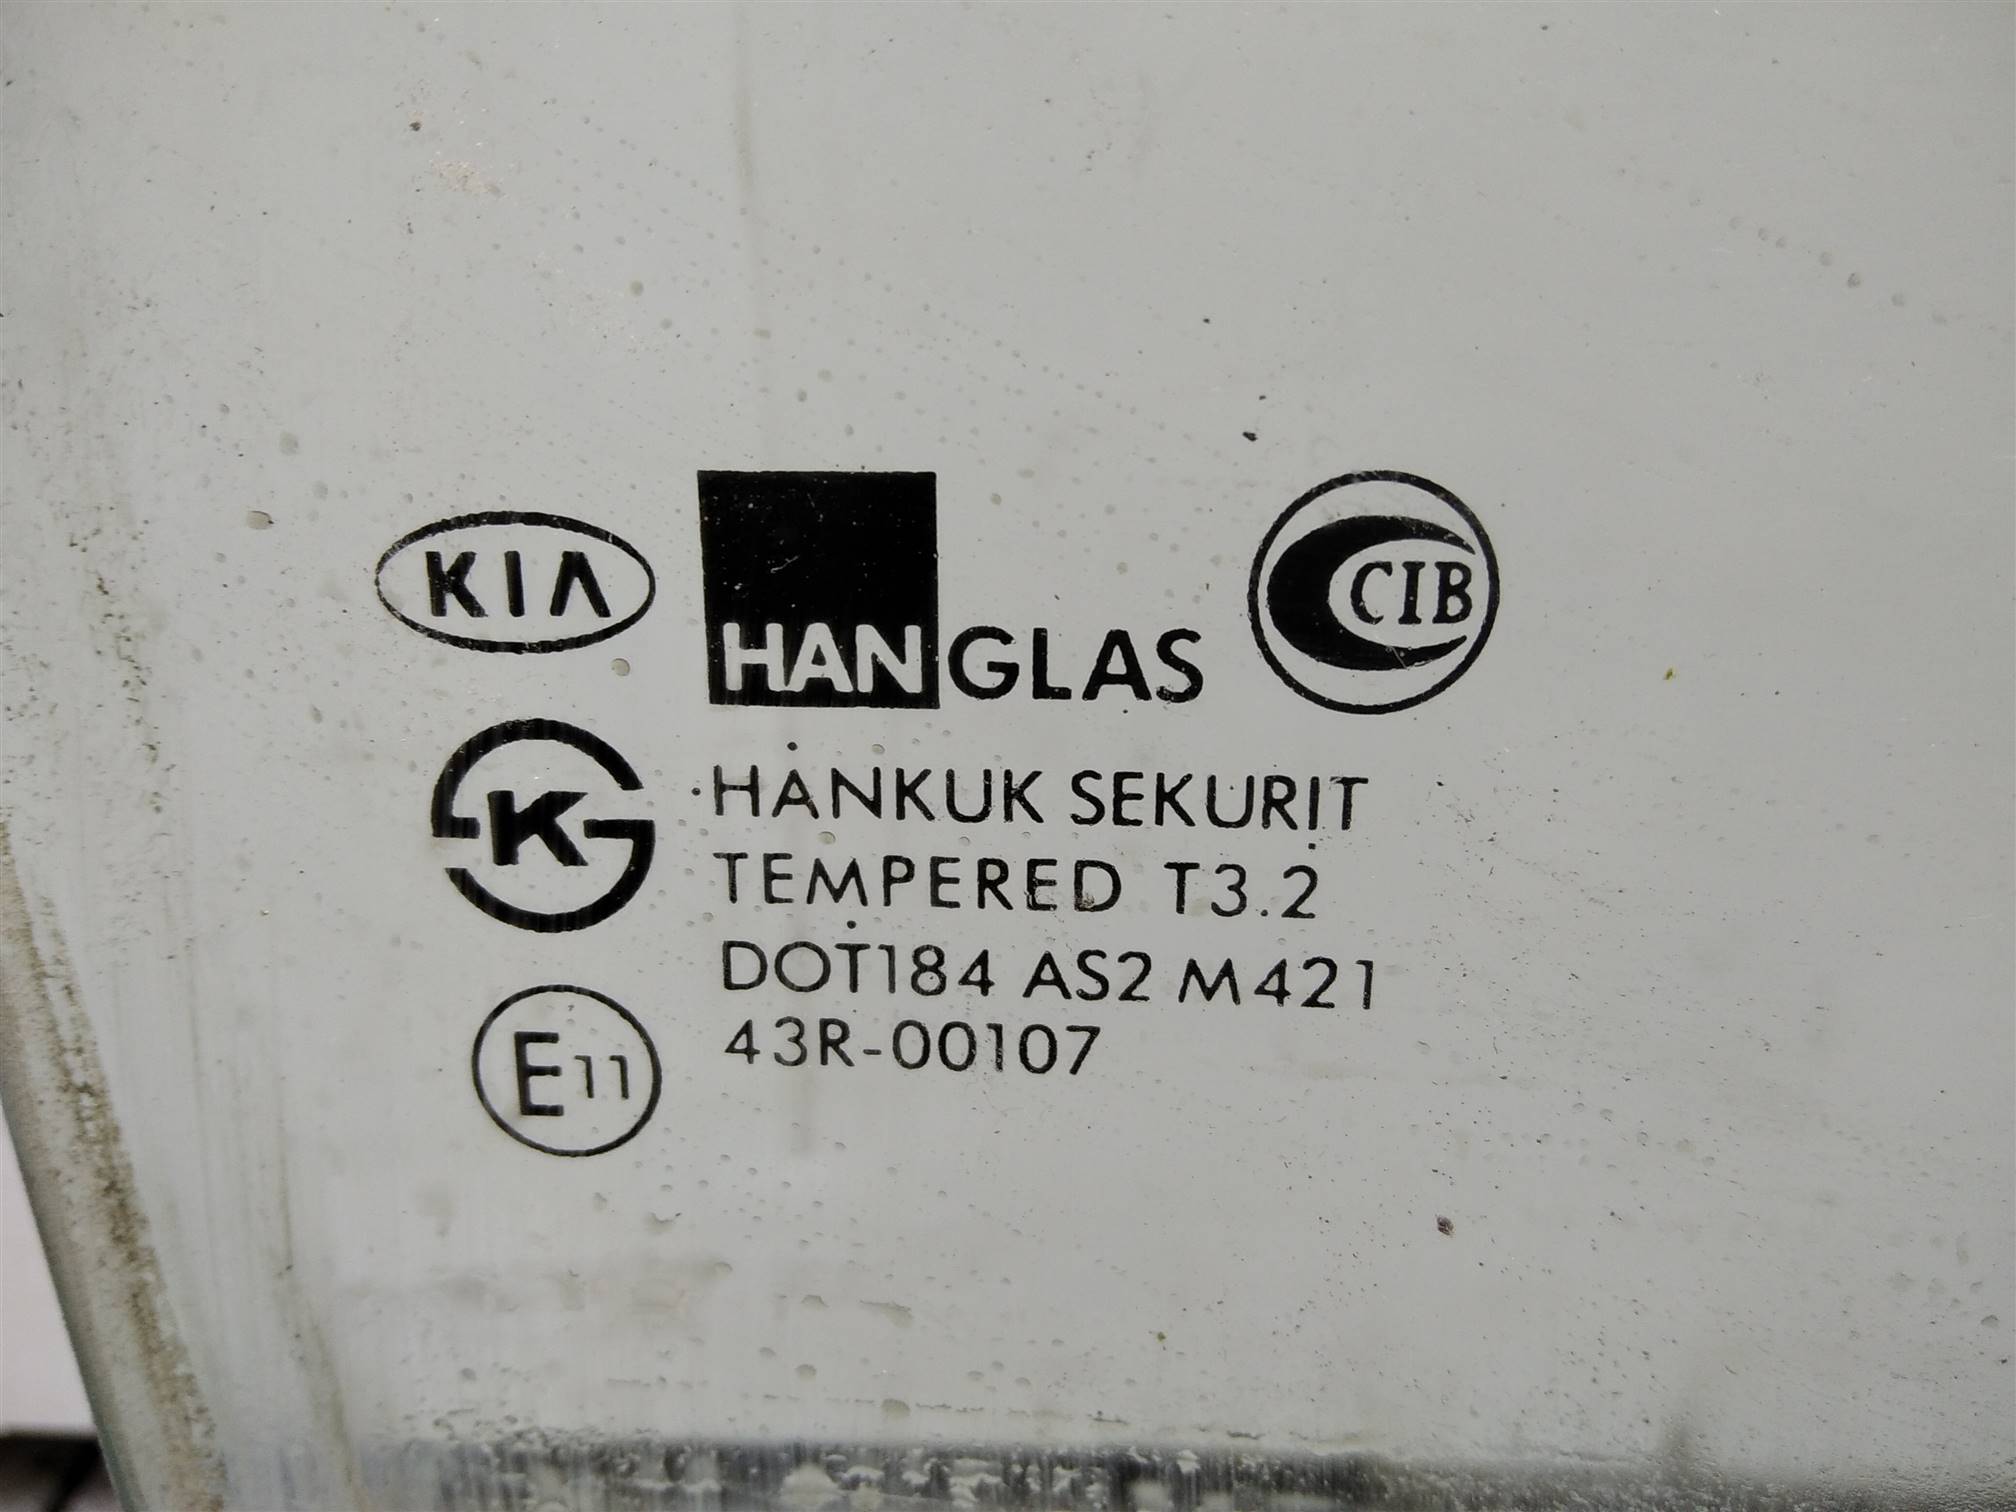 KIA
HANGLAS
CIB
K
HANKUK SEKURIT
TEMPERED T3.2
DOT184 AS2 M421
43R-00107
E11